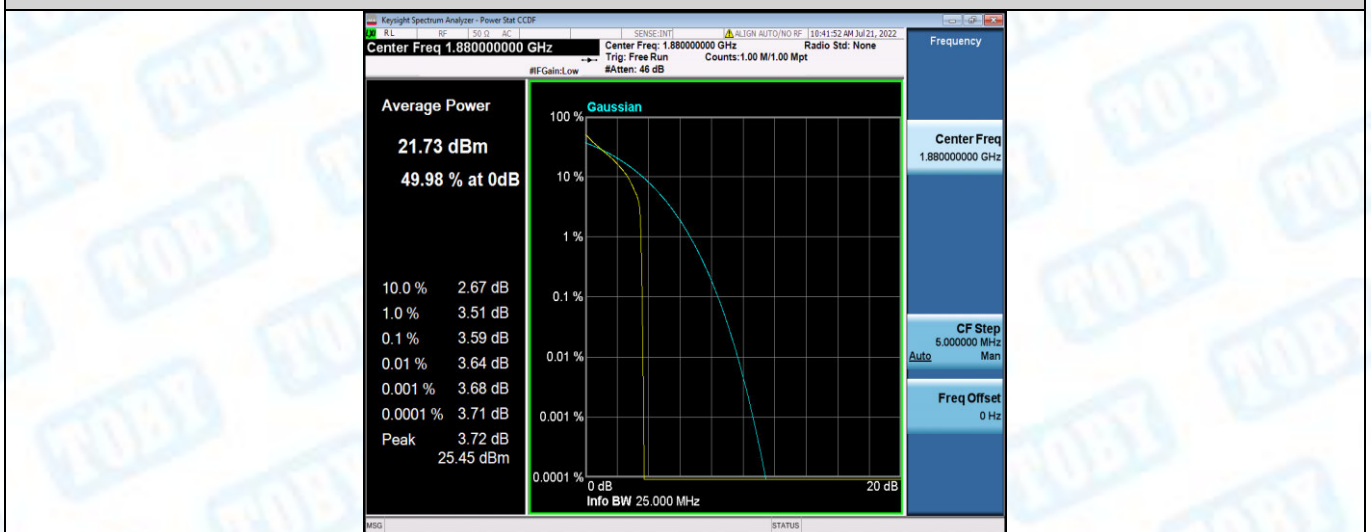 Keysight Spectrum Analyzer - Power Stat CCDF
RL RF 50 Ω AC SENSE:INT ALIGN AUTO/NO RF 10:41:52 AM Jul 21, 2022
Center Freq 1.880000000 GHz
Center Freq: 1.880000000 GHz Radio Std: None
Trig: Free Run Counts:1.00 M/1.00 Mpt
#IFGain:Low #Atten: 46 dB
Average Power
21.73 dBm
49.98 % at 0dB
10.0 % 2.67 dB
1.0 % 3.51 dB
0.1 % 3.59 dB
0.01 % 3.64 dB
0.001 % 3.68 dB
0.0001 % 3.71 dB
Peak 3.72 dB
25.45 dBm
Gaussian
100 %
10 %
1 %
0.1 %
0.01 %
0.001 %
0.0001 %
0 dB 20 dB
Info BW 25.000 MHz
Frequency
Center Freq
1.880000000 GHz
CF Step
5.000000 MHz
Auto Man
Freq Offset
0 Hz
MSG STATUS
TOBY
TOBY
TOBY
TOBY
TOBY
TOBY
TOBY